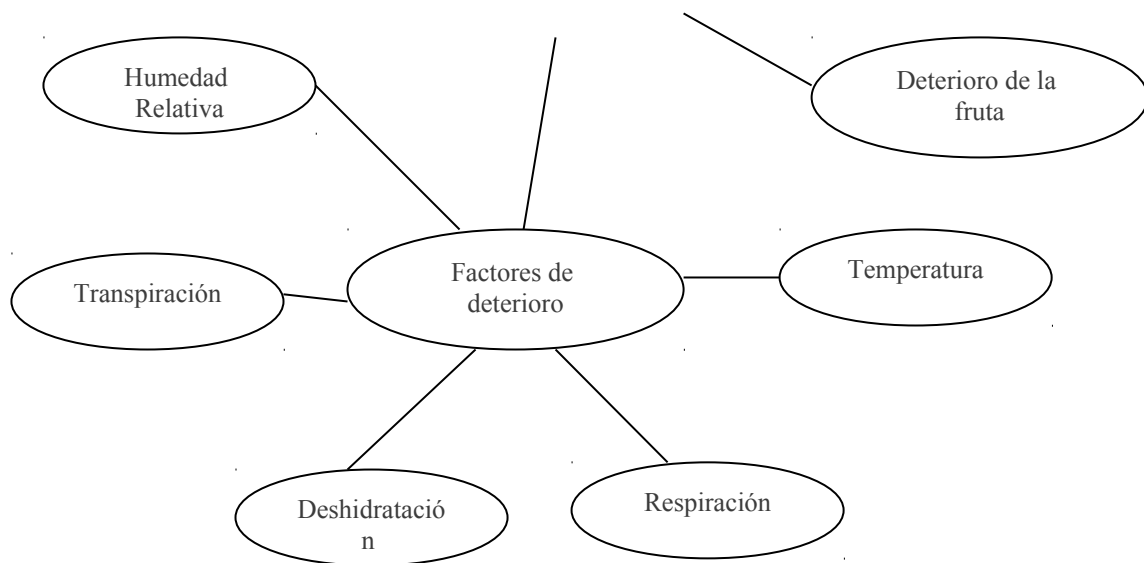 Humedad
Relativa
Deterioro de la
fruta
Factores de
deterioro
Temperatura
Transpiración
Deshidratació
n
Respiración